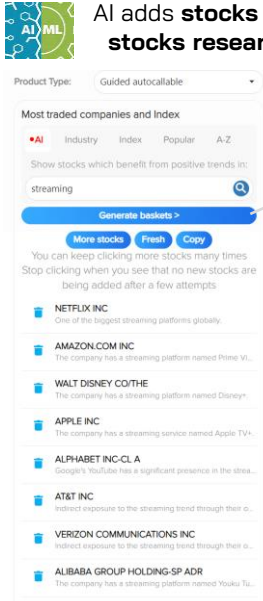 AI ML
AI adds stocks
stocks resear
Product Type: Guided autocallable
Most traded companies and Index
AI Industry Index Popular A-Z
Show stocks which benefit from positive trends in:
streaming
Generate baskets >
More stocks Fresh Copy
You can keep clicking more stocks many times
Stop clicking when you see that no new stocks are
being added after a few attempts
NETFLIX INC
One of the biggest streaming platforms globally.
AMAZON.COM INC
The company has a streaming platform named Prime Vi...
WALT DISNEY CO/THE
The company has a streaming platform named Disney+.
APPLE INC
The company has a streaming service named Apple TV+.
ALPHABET INC-CL A
Google's YouTube has a significant presence in the strea...
AT&T INC
Indirect exposure to the streaming trend through their o...
VERIZON COMMUNICATIONS INC
Indirect exposure to the streaming trend through their o...
ALIBABA GROUP HOLDING-SP ADR
The company has a streaming platform named Youku Tu...